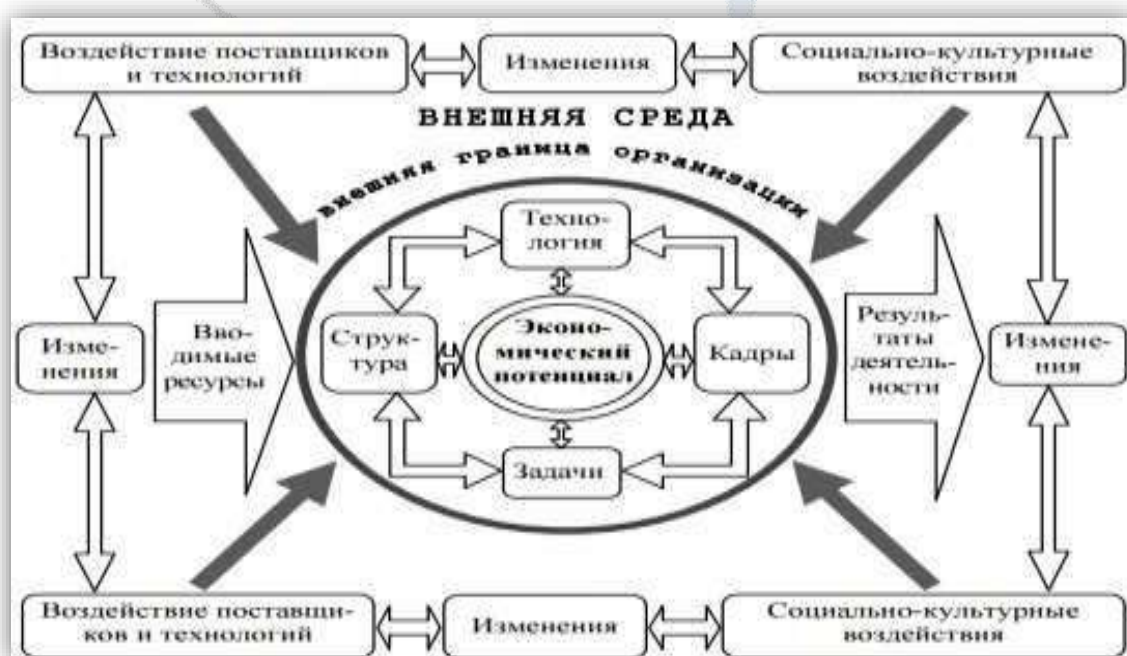 Воздействие поставщиков
и технологий
Изменения
Социально-культурные
воздействия
ВНЕШНЯЯ СРЕДА
внешняя граница организации
Техно-
логия
Вво-
димые
ресурсы
Струк-
тура
Эконо-
мический
потенциал
Кадры
Резуль-
таты
деятель-
ности
Изме-
нения
Измене-
ния
Задачи
Воздействие поставщи-
ков и технологий
Изменения
Социально-культурные
воздействия